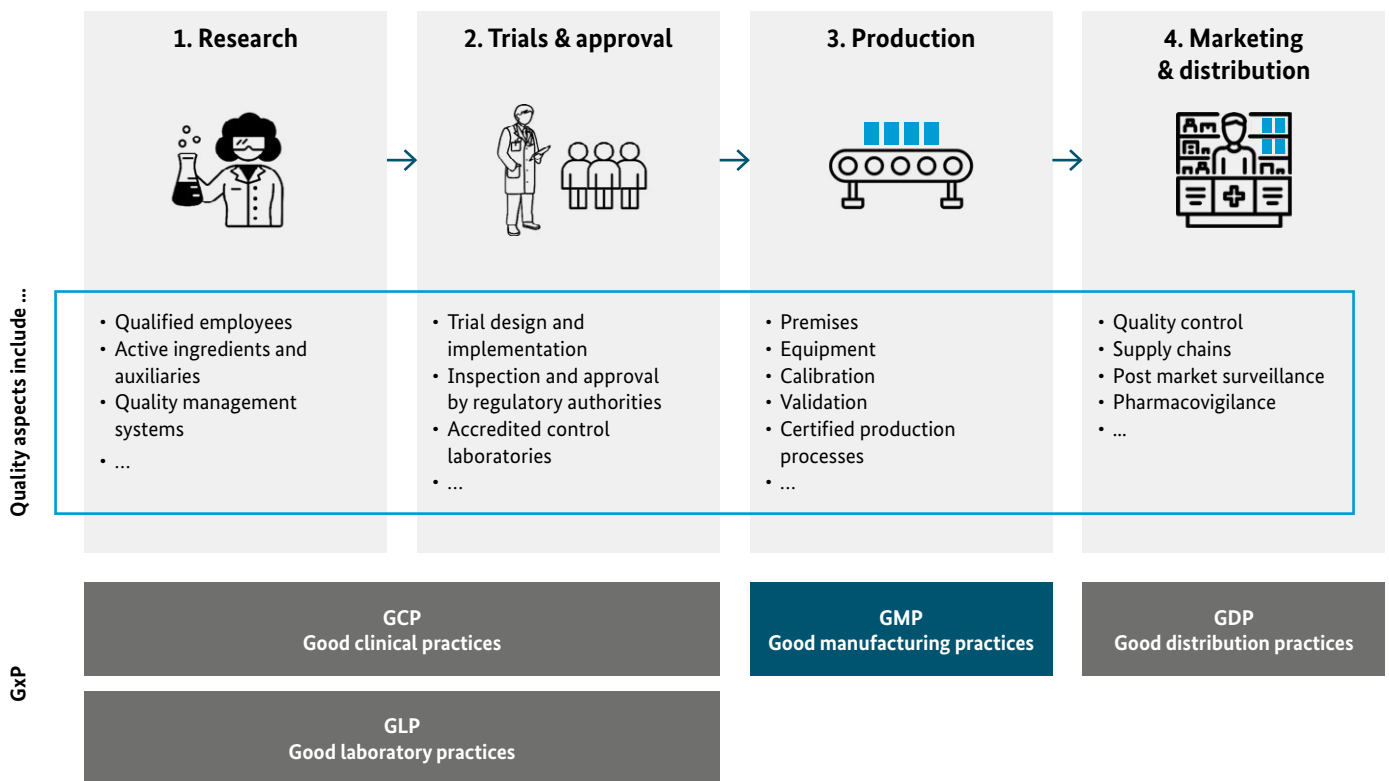 1. Research
2. Trials & approval
3. Production
4. Marketing
& distribution
Quality aspects include ...
• Qualified employees
• Active ingredients and
auxiliaries
• Quality management
systems
• ...
• Trial design and
implementation
• Inspection and approval
by regulatory authorities
• Accredited control
laboratories
• ...
• Premises
• Equipment
• Calibration
• Validation
• Certified production
processes
• ...
• Quality control
• Supply chains
• Post market surveillance
• Pharmacovigilance
• ...
GxP
GCP
Good clinical practices
GMP
Good manufacturing practices
GDP
Good distribution practices
GLP
Good laboratory practices